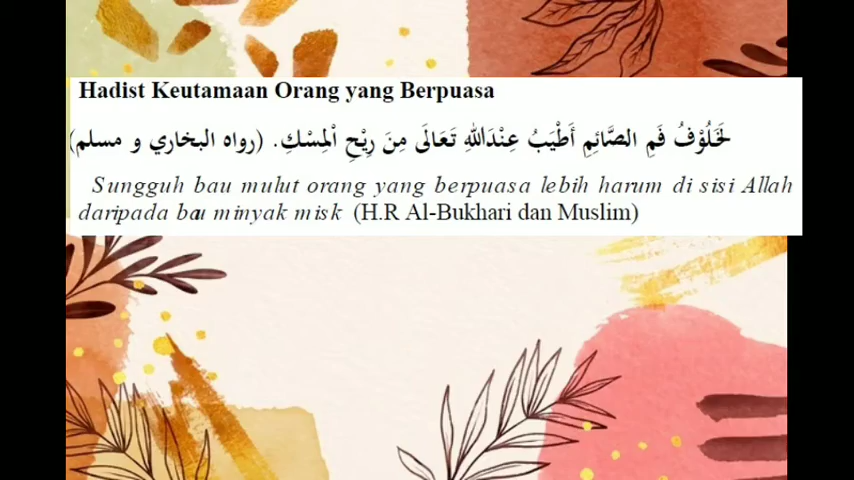 Hadist Keutamaan Orang yang Berpuasa
لَخَلُوْفُ فَمِ الصَّائِمِ أَطْيَبُ عِنْدَاللهِ تَعَالَى مِنَ رِيْحِ اْلمِسْكِ. (رواه البخاري و مسلم)
Sungguh bau mulut orang yang berpuasa lebih harum di sisi Allah
daripada bau minyak misk (H.R Al-Bukhari dan Muslim)